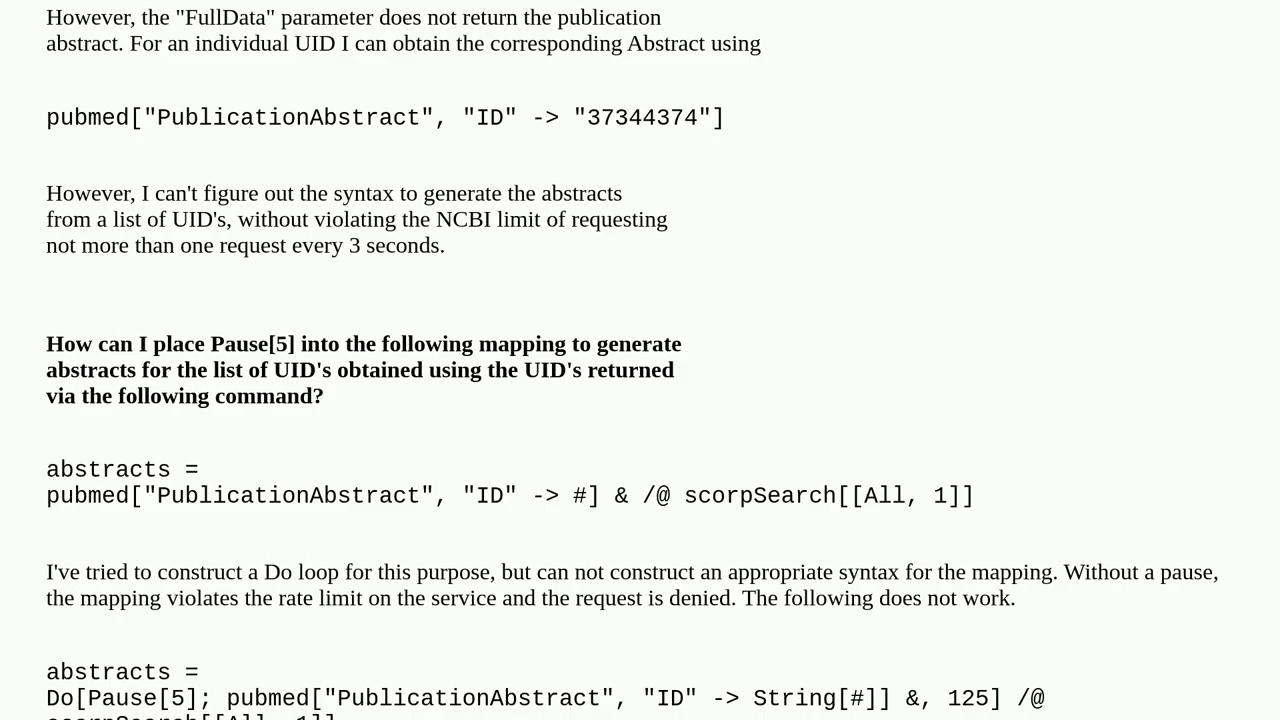 However, the "FullData" parameter does not return the publication
abstract. For an individual UID I can obtain the corresponding Abstract using
pubmed["PublicationAbstract", "ID" -> "37344374"]
However, I can't figure out the syntax to generate the abstracts
from a list of UID's, without violating the NCBI limit of requesting
not more than one request every 3 seconds.
How can I place Pause[5] into the following mapping to generate
abstracts for the list of UID's obtained using the UID's returned
via the following command?
abstracts =
pubmed["PublicationAbstract", "ID" -> #] & /@ scorpSearch[[All, 1]]
I've tried to construct a Do loop for this purpose, but can not construct an appropriate syntax for the mapping. Without a pause,
the mapping violates the rate limit on the service and the request is denied. The following does not work.
abstracts =
Do[Pause[5]; pubmed["PublicationAbstract", "ID" -> String[#]] &, 125] /@
scorpSearch[[All, 1]]